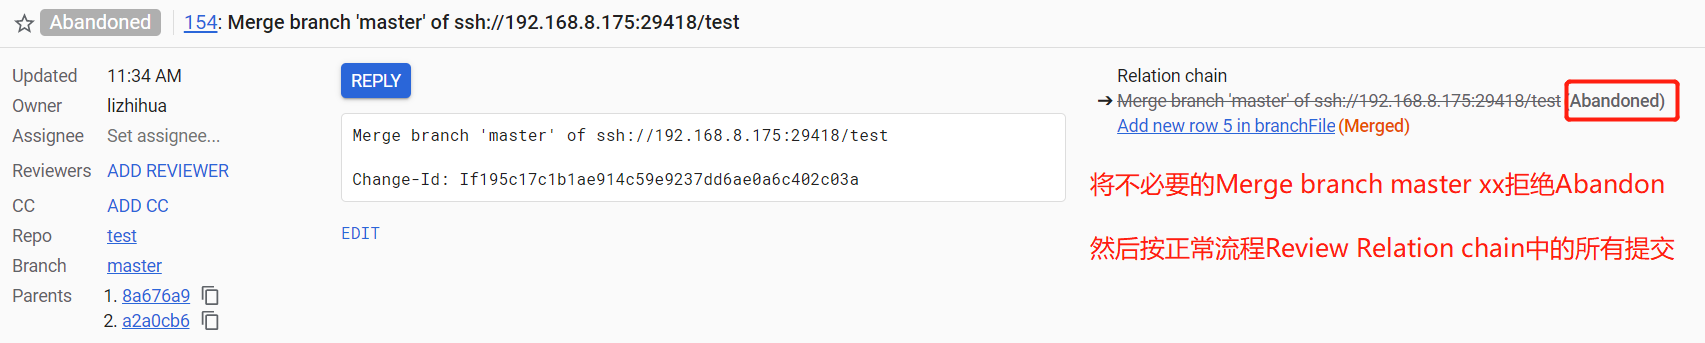 Abandoned 154: Merge branch 'master' of ssh://192.168.8.175:29418/test
Updated 11:34 AM
Owner lizhihua
Assignee Set assignee...
Reviewers ADD REVIEWER
CC ADD CC
Repo test
Branch master
Parents 1. 8a676a9
2. a2a0cb6
REPLY
Merge branch 'master' of ssh://192.168.8.175:29418/test
Change-Id: If195c17c1b1ae914c59e9237dd6ae0a6c402c03a
EDIT
Relation chain
➔ Merge branch 'master' of ssh://192.168.8.175:29418/test (Abandoned)
Add new row 5 in branchFile (Merged)
将不必要的Merge branch master xx拒绝Abandon
然后按正常流程Review Relation chain中的所有提交